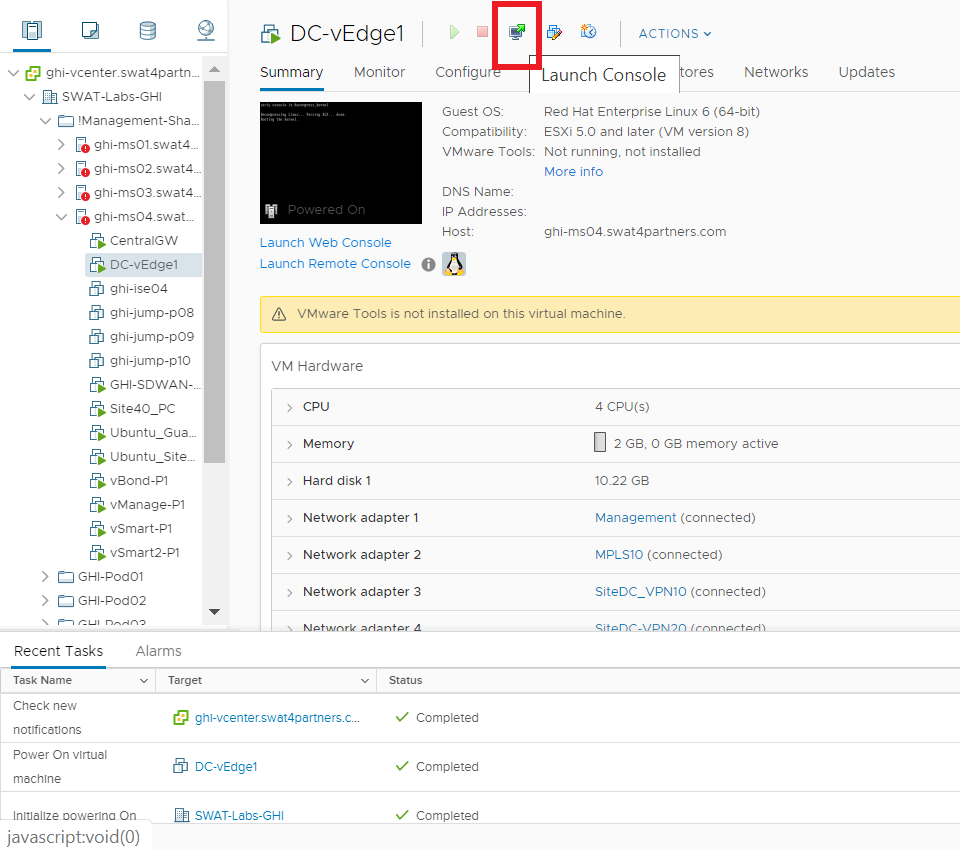 DC-vEdge1
ACTIONS
Summary
Monitor
Configure
Launch Console
tores
Networks
Updates
ghi-vcenter.swat4partn...
SWAT-Labs-GHI
!Management-Sha...
ghi-ms01.swat4...
ghi-ms02.swat4...
ghi-ms03.swat4...
ghi-ms04.swat...
CentralGW
DC-vEdge1
ghi-ise04
ghi-jump-p08
ghi-jump-p09
ghi-jump-p10
GHI-SDWAN-...
Site40_PC
Ubuntu_Gua...
Ubuntu_Site...
vBond-P1
vManage-P1
vSmart-P1
vSmart2-P1
GHI-Pod01
GHI-Pod02
GHI-Pod03
Powered On
Launch Web Console
Launch Remote Console
Guest OS: Red Hat Enterprise Linux 6 (64-bit)
Compatibility: ESXi 5.0 and later (VM version 8)
VMware Tools: Not running, not installed
More info
DNS Name:
IP Addresses:
Host: ghi-ms04.swat4partners.com
VMware Tools is not installed on this virtual machine.
VM Hardware
CPU 4 CPU(s)
Memory 2 GB, 0 GB memory active
Hard disk 1 10.22 GB
Network adapter 1 Management (connected)
Network adapter 2 MPLS10 (connected)
Network adapter 3 SiteDC_VPN10 (connected)
Network adapter 4 SiteDC-VPN20 (connected)
Recent Tasks
Alarms
Task Name Target Status
Check new
notifications
ghi-vcenter.swat4partners.c... Completed
Power On virtual
machine
DC-vEdge1 Completed
Initialize powering On SWAT-Labs-GHI Completed
javascript:void(0)